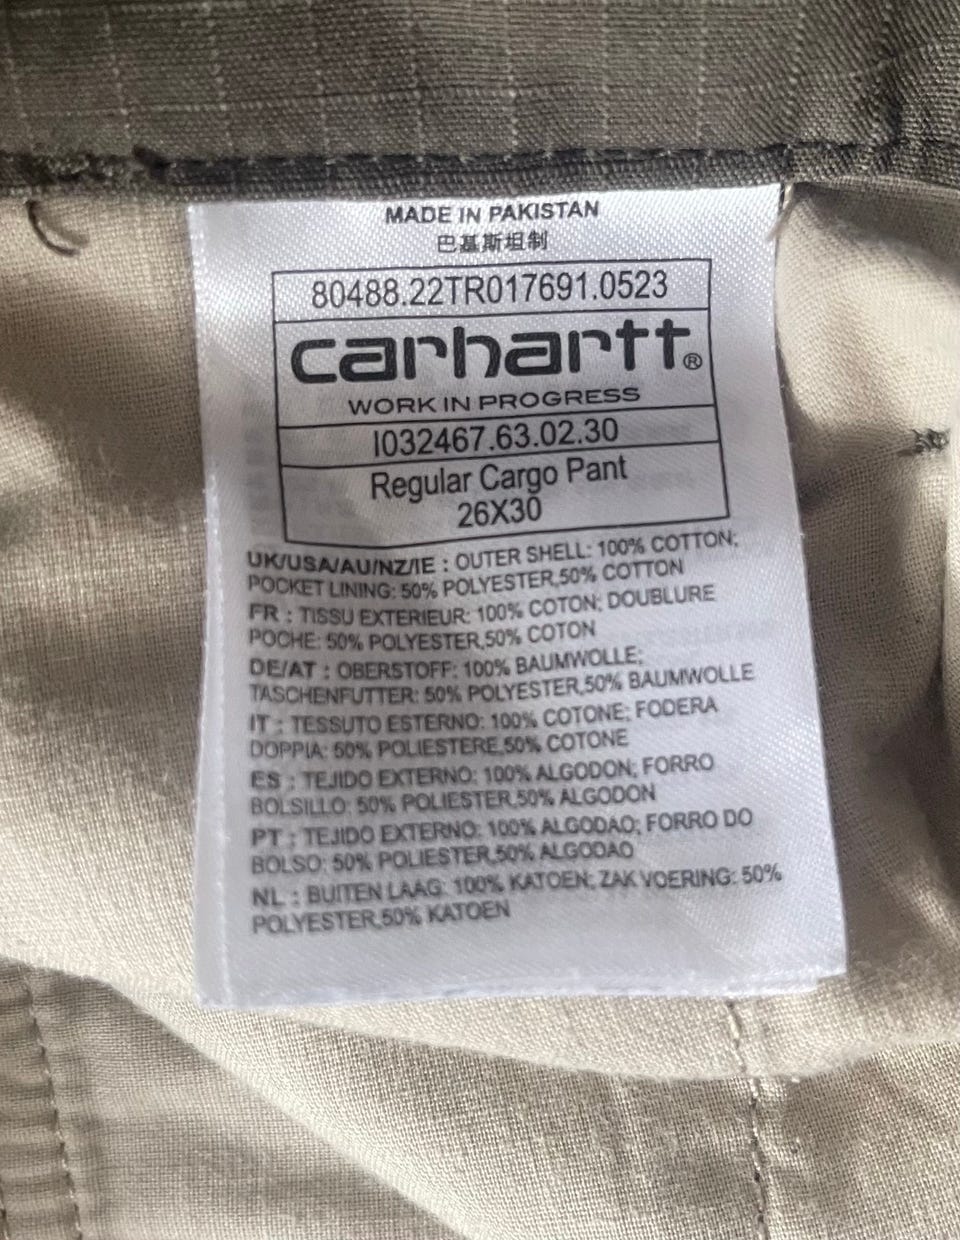 MADE IN PAKISTAN
巴基斯坦制
80488.22TR017691.0523
carhartt®
WORK IN PROGRESS
I032467.63.02.30
Regular Cargo Pant
26X30
UK/USA/AU/NZ/IE : OUTER SHELL: 100% COTTON;
POCKET LINING: 50% POLYESTER,50% COTTON
FR : TISSU EXTERIEUR: 100% COTON; DOUBLURE
POCHE: 50% POLYESTER,50% COTON
DE/AT : OBERSTOFF: 100% BAUMWOLLE;
TASCHENFUTTER: 50% POLYESTER,50% BAUMWOLLE
IT : TESSUTO ESTERNO: 100% COTONE; FODERA
DOPPIA: 50% POLIESTERE,50% COTONE
ES : TEJIDO EXTERNO: 100% ALGODON; FORRO
BOLSILLO: 50% POLIESTER,50% ALGODON
PT : TEJIDO EXTERNO: 100% ALGODAO; FORRO DO
BOLSO: 50% POLIESTER,50% ALGODAO
NL : BUITEN LAAG: 100% KATOEN; ZAK VOERING: 50%
POLYESTER,50% KATOEN